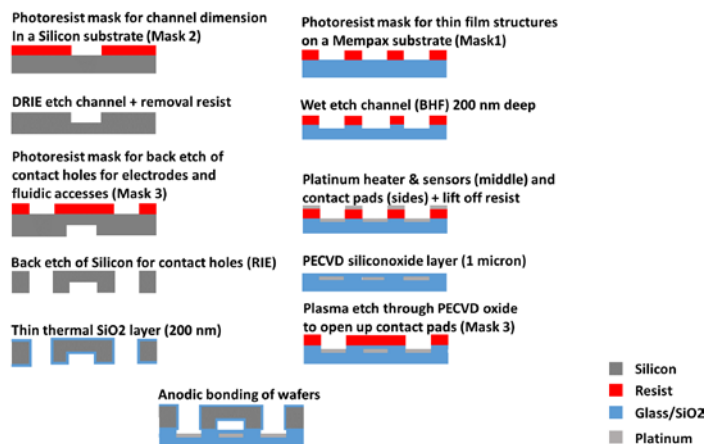 Photoresist mask for channel dimension
In a Silicon substrate (Mask 2)
DRIE etch channel + removal resist
Photoresist mask for back etch of
contact holes for electrodes and
fluidic accesses (Mask 3)
Back etch of Silicon for contact holes (RIE)
Thin thermal SiO2 layer (200 nm)
Photoresist mask for thin film structures
on a Mempax substrate (Mask1)
Wet etch channel (BHF) 200 nm deep
Platinum heater & sensors (middle) and
contact pads (sides) + lift off resist
PECVD siliconoxide layer (1 micron)
Plasma etch through PECVD oxide
to open up contact pads (Mask 3)
Anodic bonding of wafers
Silicon
Resist
Glass/SiO2
Platinum